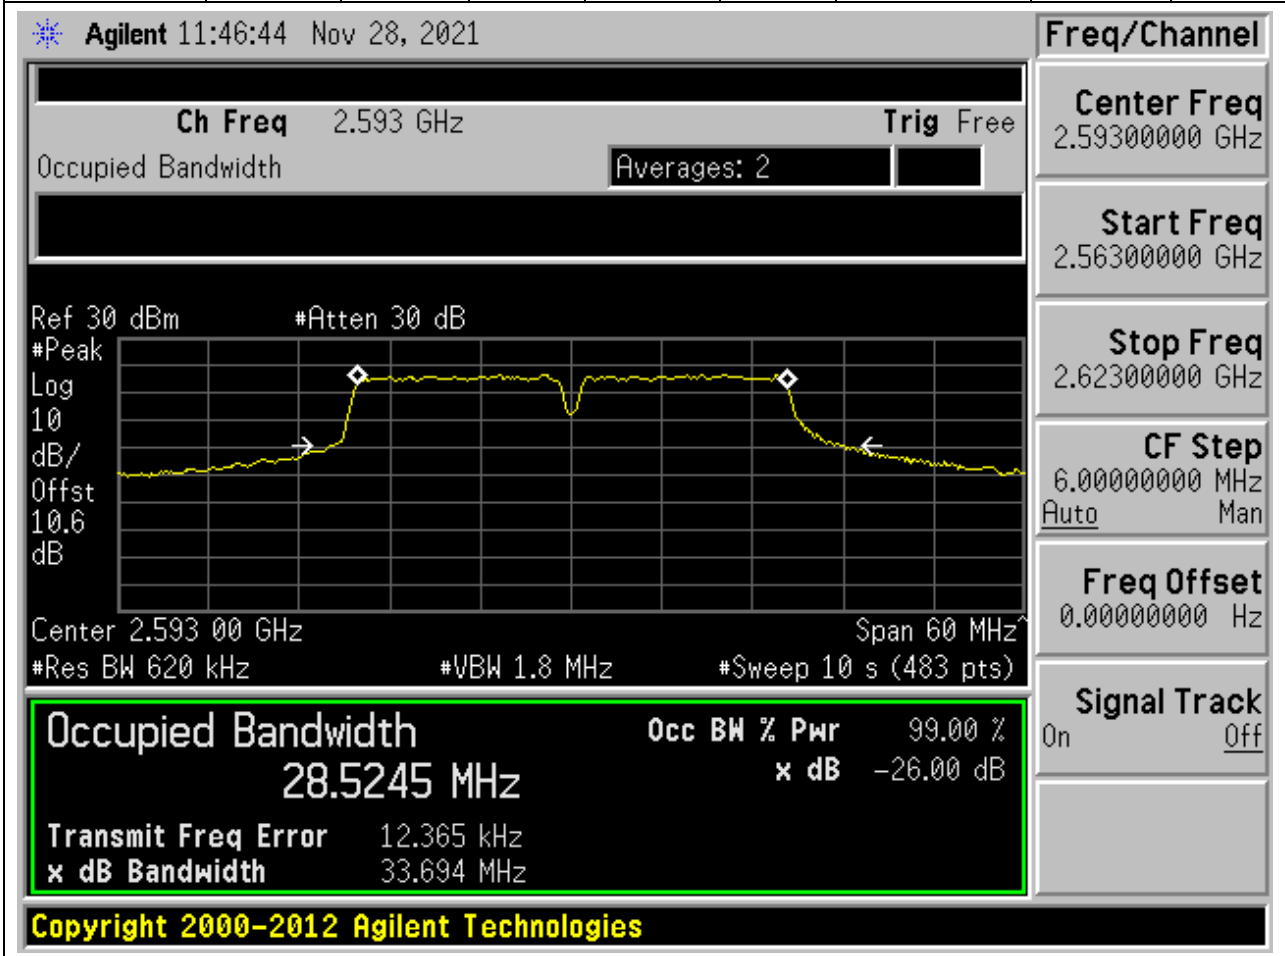 Agilent 11:46:44 Nov 28, 2021
Freq/Channel
Ch Freq 2.593 GHz Trig Free
Occupied Bandwidth Averages: 2
Center Freq
2.59300000 GHz
Start Freq
2.56300000 GHz
Stop Freq
2.62300000 GHz
CF Step
6.00000000 MHz
Auto Man
Freq Offset
0.00000000 Hz
Signal Track
On Off
Ref 30 dBm #Atten 30 dB
#Peak
Log
10
dB/
Offst
10.6
dB
Center 2.593 00 GHz Span 60 MHz^
#Res BW 620 kHz #VBW 1.8 MHz #Sweep 10 s (483 pts)
Occupied Bandwidth Occ BW % Pwr 99.00 %
28.5245 MHz x dB -26.00 dB
Transmit Freq Error 12.365 kHz
x dB Bandwidth 33.694 MHz
Copyright 2000-2012 Agilent Technologies